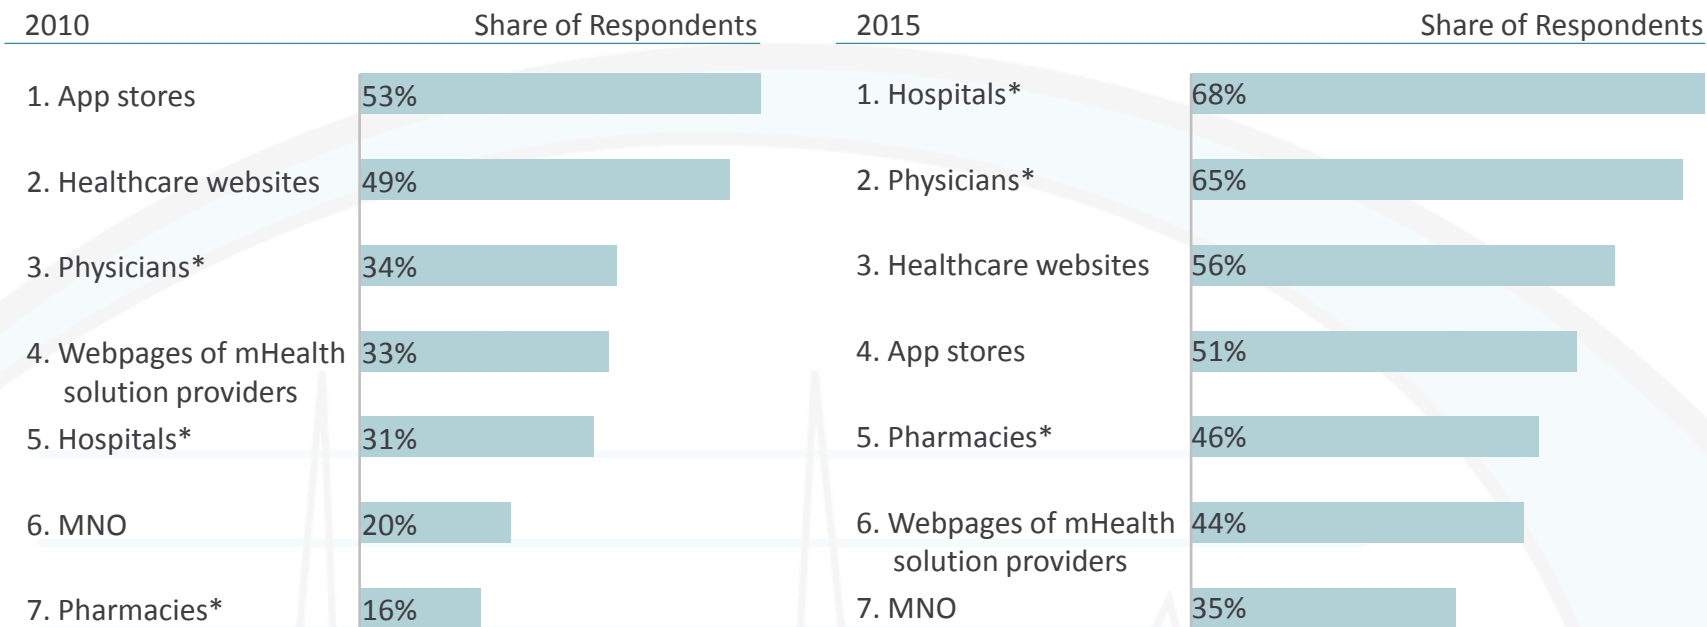 2010 Share of Respondents
1. App stores 53%
2. Healthcare websites 49%
3. Physicians* 34%
4. Webpages of mHealth 33%
solution providers
5. Hospitals* 31%
6. MNO 20%
7. Pharmacies* 16%
2015 Share of Respondents
1. Hospitals* 68%
2. Physicians* 65%
3. Healthcare websites 56%
4. App stores 51%
5. Pharmacies* 46%
6. Webpages of mHealth 44%
solution providers
7. MNO 35%